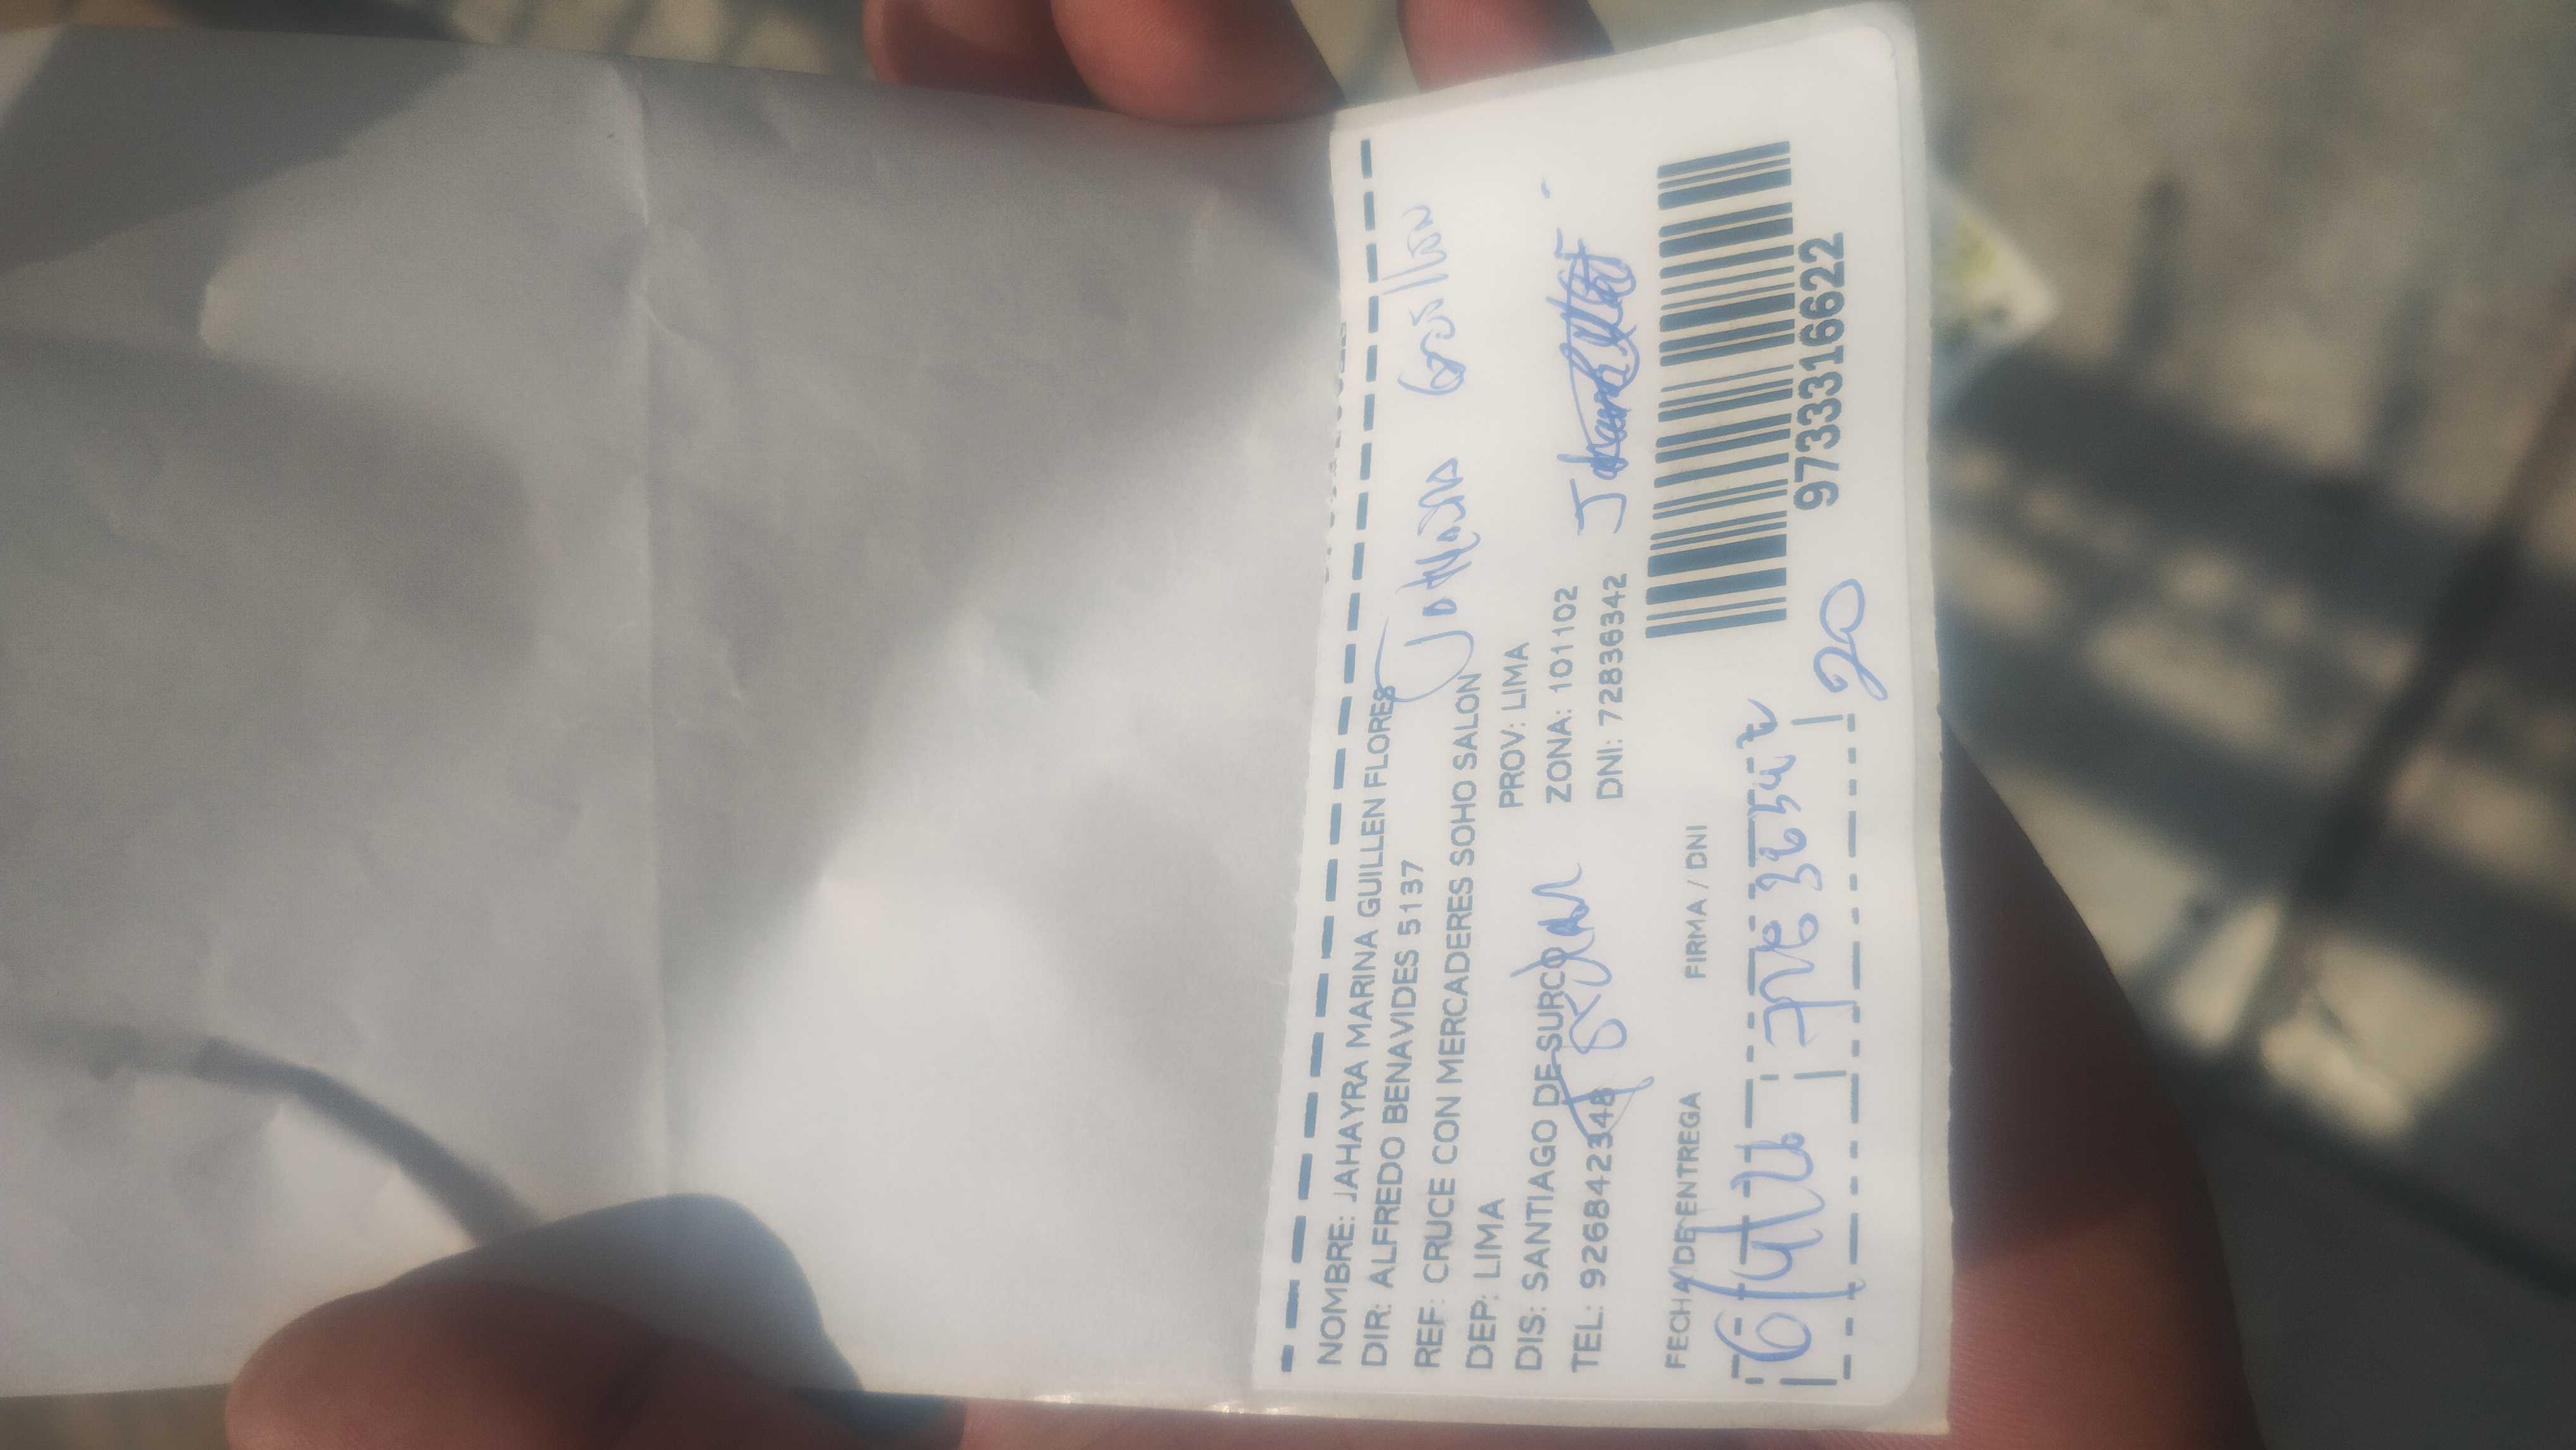 NOMBRE: JAHAYRA MARINA GUILLEN FLORES
DIR: ALFREDO BENAVIDES 5137
REF: CRUCE CON MERCADERES SOHO SALON
DEP: LIMA PROV: LIMA
DIS: SANTIAGO DE SURCO ZONA: 101102
TEL: 926842348 DNI: 72836342
FECHA DE ENTREGA FIRMA / DNI
20
9733316622